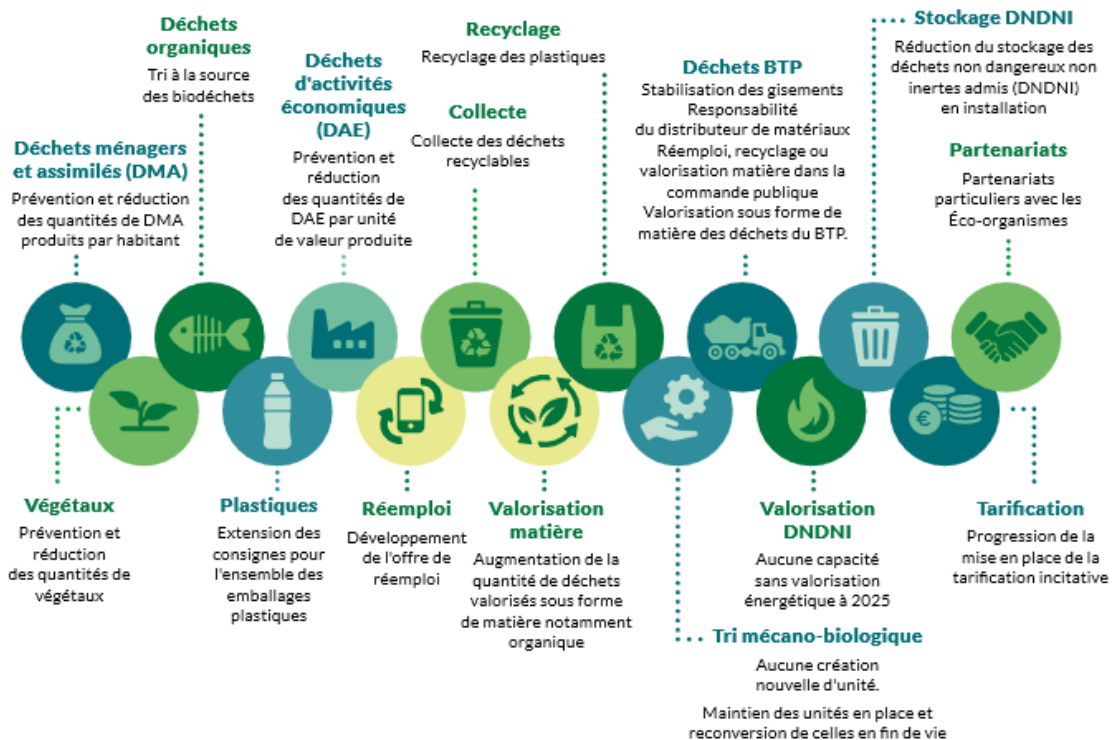 Déchets ménagers
et assimilés (DMA)
Prévention et réduction
des quantités de DMA
produits par habitant
Végétaux
Prévention et
réduction
des quantités de
végétaux
Déchets
organiques
Tri à la source
des biodéchets
Plastiques
Extension des
consignes pour
l'ensemble des
emballages
plastiques
Déchets
d'activités
économiques
(DAE)
Prévention et
réduction
des quantités de
DAE par unité
de valeur produite
Réemploi
Développement
de l'offre de
réemploi
Collecte
Collecte des déchets
recyclables
Valorisation
matière
Augmentation de la
quantité de déchets
valorisés sous forme
de matière notamment
organique
Recyclage
Recyclage des plastiques
Tri mécano-biologique
Aucune création
nouvelle d'unité.
Maintien des unités en place et
reconversion de celles en fin de vie
Déchets BTP
Stabilisation des gisements
Responsabilité
du distributeur de matériaux
Réemploi, recyclage ou
valorisation matière dans la
commande publique
Valorisation sous forme de
matière des déchets du BTP.
Valorisation
DNDNI
Aucune capacité
sans valorisation
énergétique à 2025
Stockage DNDNI
Réduction du stockage des
déchets non dangereux non
inertes admis (DNDNI)
en installation
€
Tarification
Progression de la
mise en place de la
tarification incitative
Partenariats
Partenariats
particuliers avec les
Éco-organismes